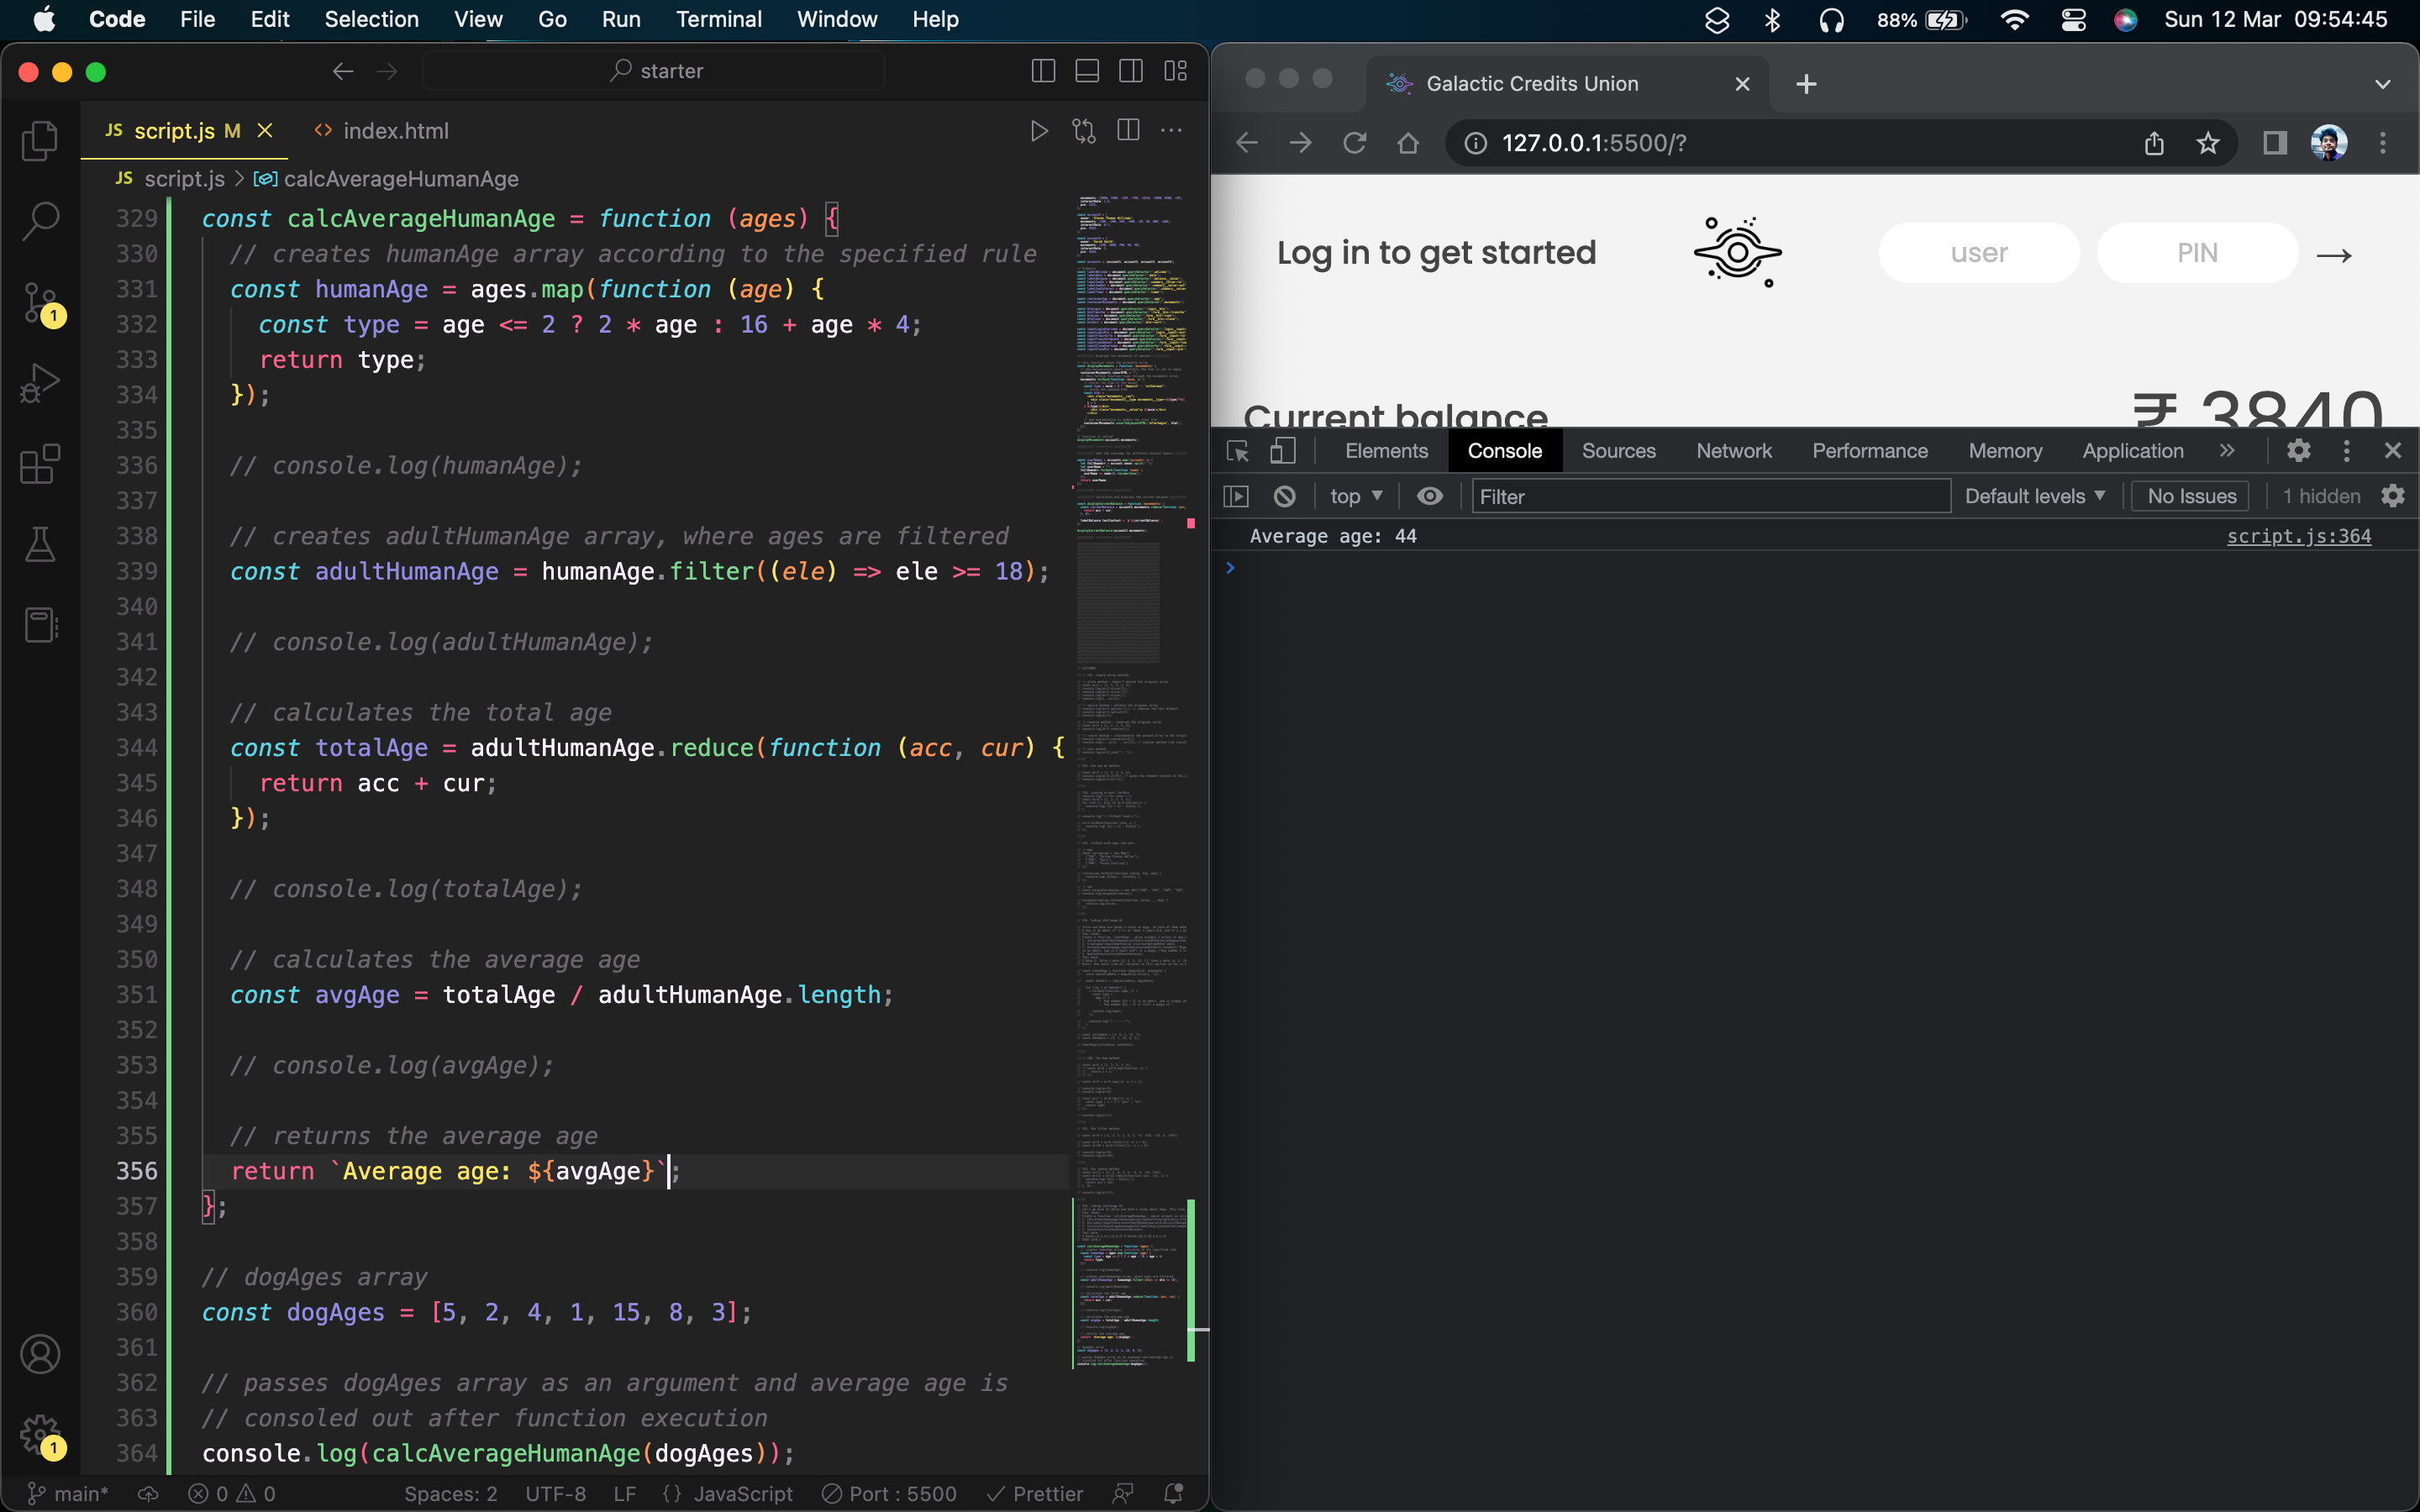 Code File Edit Selection View Go Run Terminal Window Help
88% Sun 12 Mar 09:54:45
starter
JS script.js M
<> index.html
JS script.js > calcAverageHumanAge
329 const calcAverageHumanAge = function (ages) {
330 // creates humanAge array according to the specified rule
331 const humanAge = ages.map(function (age) {
332 const type = age <= 2 ? 2 * age : 16 + age * 4;
333 return type;
334 });
335
336 // console.log(humanAge);
337
338 // creates adultHumanAge array, where ages are filtered
339 const adultHumanAge = humanAge.filter((ele) => ele >= 18);
340
341 // console.log(adultHumanAge);
342
343 // calculates the total age
344 const totalAge = adultHumanAge.reduce(function (acc, cur) {
345 return acc + cur;
346 });
347
348 // console.log(totalAge);
349
350 // calculates the average age
351 const avgAge = totalAge / adultHumanAge.length;
352
353 // console.log(avgAge);
354
355 // returns the average age
356 return `Average age: ${avgAge}`;
357 };
358
359 // dogAges array
360 const dogAges = [5, 2, 4, 1, 15, 8, 3];
361
362 // passes dogAges array as an argument and average age is
363 // consoled out after function execution
364 console.log(calcAverageHumanAge(dogAges));
1
1
main* 0 0 Spaces: 2 UTF-8 LF {} JavaScript Port : 5500 Prettier
Galactic Credits Union
127.0.0.1:5500/?
Log in to get started
user
PIN
→
Current balance
₹ 3840
Elements Console Sources Network Performance Memory Application
top Filter Default levels No Issues 1 hidden
Average age: 44 script.js:364